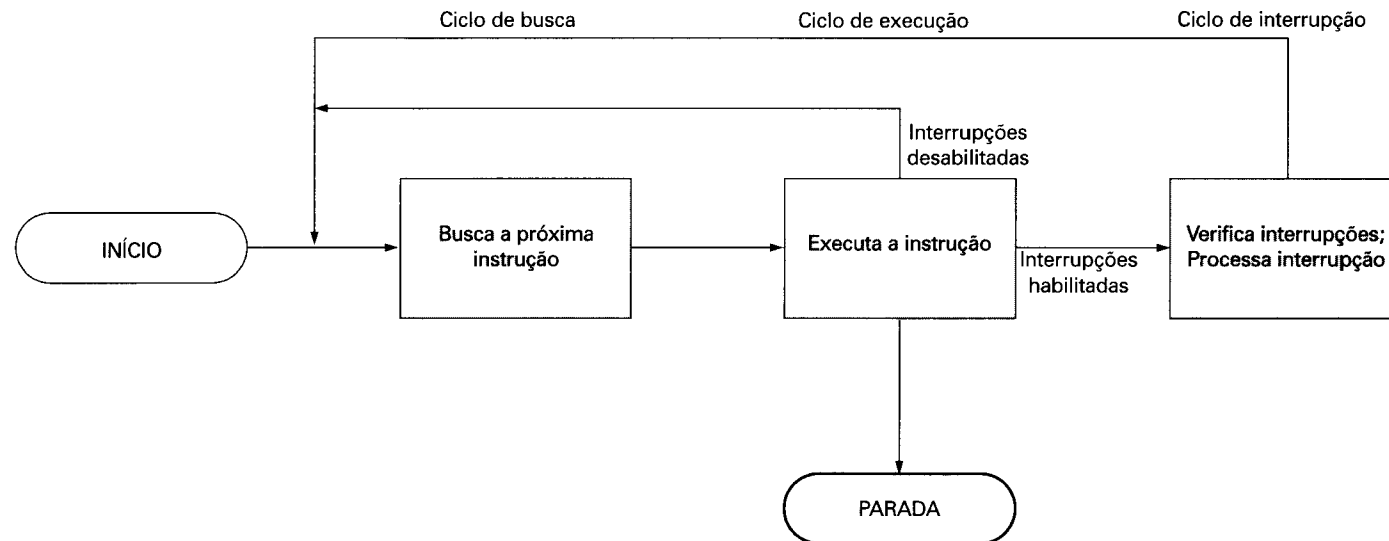 Ciclo de busca
Ciclo de execução
Ciclo de interrupção
Interrupções
desabilitadas
INÍCIO
Busca a próxima
instrução
Executa a instrução
Interrupções
habilitadas
Verifica interrupções;
Processa interrupção
PARADA